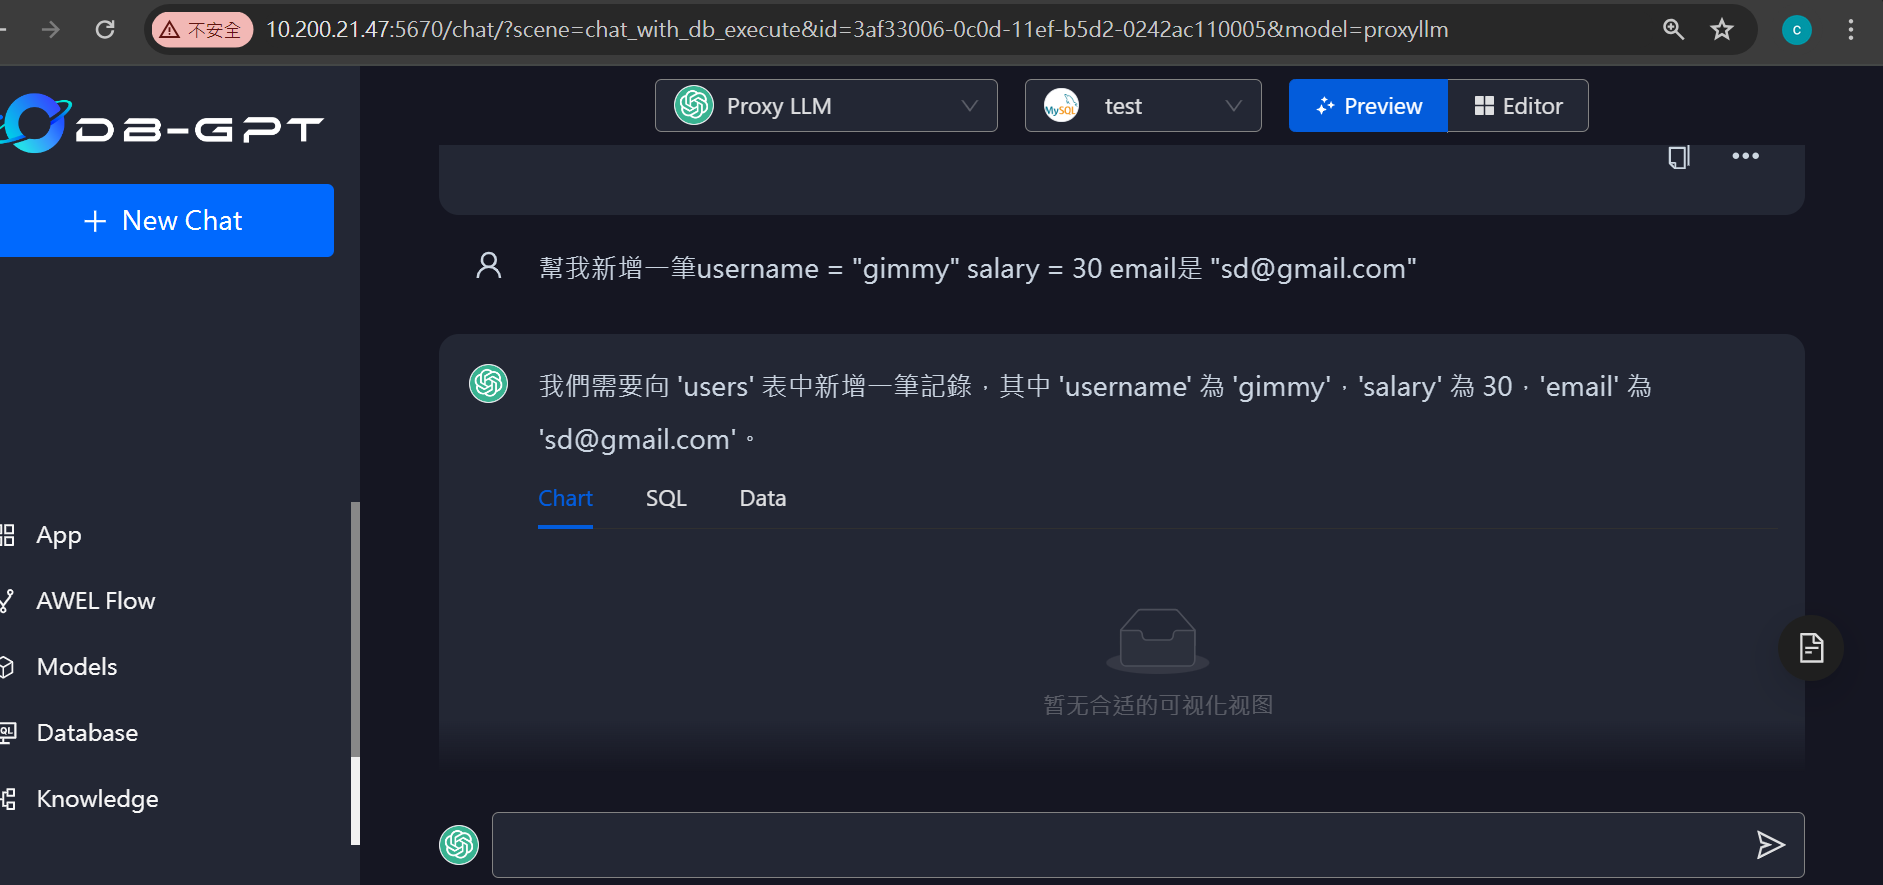 不安全
10.200.21.47:5670/chat/?scene=chat_with_db_execute&id=3af33006-0c0d-11ef-b5d2-0242ac110005&model=proxyllm
c
DB-GPT
Proxy LLM
MySQL
test
Preview
Editor
New Chat
幫我新增一筆username = "gimmy" salary = 30 email是 "sd@gmail.com"
我們需要向 'users' 表中新增一筆記錄，其中 'username' 為 'gimmy'，'salary' 為 30，'email' 為
'sd@gmail.com'。
Chart
SQL
Data
App
AWEL Flow
Models
Database
Knowledge
暂无合适的可视化视图